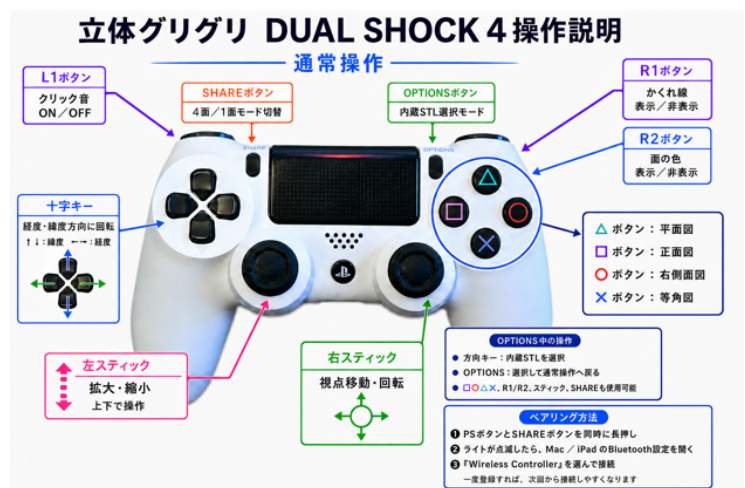 立体グリグリ DUAL SHOCK 4 操作説明
通常操作
L1ボタン
クリック音
ON／OFF
SHAREボタン
4面／1面モード切替
OPTIONSボタン
内蔵STL選択モード
R1ボタン
かくれ線
表示／非表示
R2ボタン
面の色
表示／非表示
SHARE
OPTIONS
十字キー
経度・緯度方向に回転
↑↓：緯度 ←→：経度
△ ボタン：平面図
□ ボタン：正面図
○ ボタン：右側面図
× ボタン：等角図
左スティック
拡大・縮小
上下で操作
右スティック
視点移動・回転
OPTIONS中の操作
● 方向キー：内蔵STLを選択
● OPTIONS：選択して通常操作へ戻る
● □○△×、R1/R2、スティック、SHAREも使用可能
ペアリング方法
❶ PSボタンとSHAREボタンを同時に長押し
❷ ライトが点滅したら、Mac ／ iPad のBluetooth設定を開く
❸ 『Wireless Controller』を選んで接続
一度登録すれば、次回から接続しやすくなります